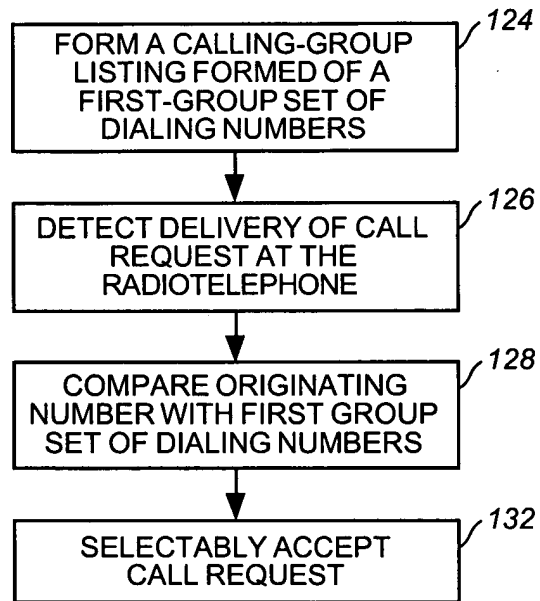 124
FORM A CALLING-GROUP
LISTING FORMED OF A
FIRST-GROUP SET OF
DIALING NUMBERS
126
DETECT DELIVERY OF CALL
REQUEST AT THE
RADIOTELEPHONE
128
COMPARE ORIGINATING
NUMBER WITH FIRST GROUP
SET OF DIALING NUMBERS
132
SELECTABLY ACCEPT
CALL REQUEST